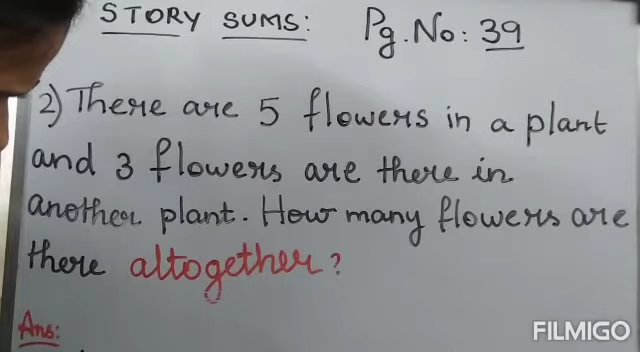 STORY SUMS: Pg.No: 39
2) There are 5 flowers in a plant
and 3 flowers are there in
another plant. How many flowers are
there altogether?
Ans:
FILMIGO